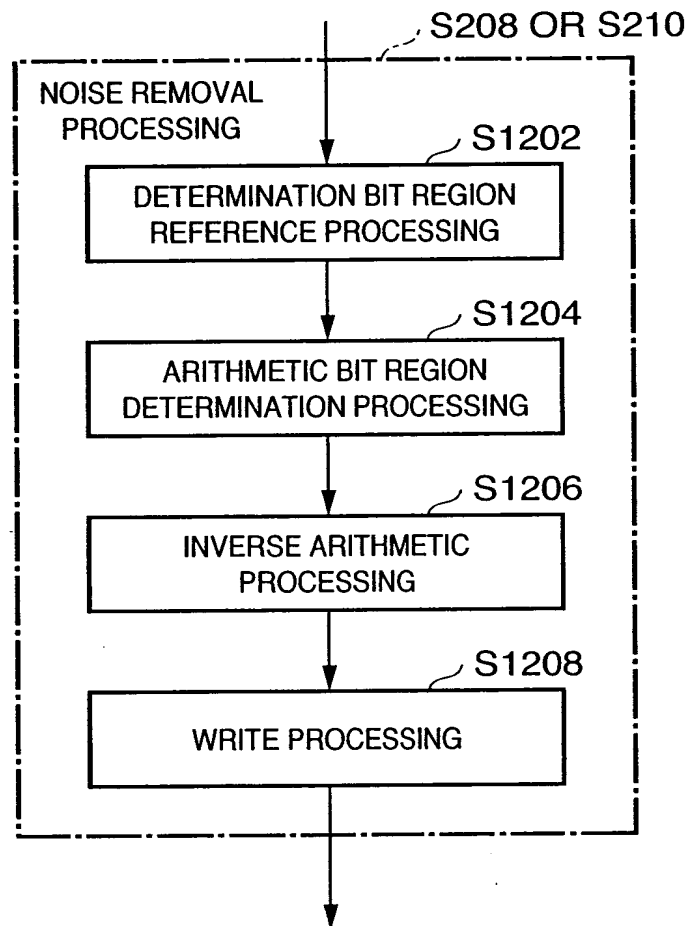 S208 OR S210
NOISE REMOVAL
PROCESSING
S1202
DETERMINATION BIT REGION
REFERENCE PROCESSING
S1204
ARITHMETIC BIT REGION
DETERMINATION PROCESSING
S1206
INVERSE ARITHMETIC
PROCESSING
S1208
WRITE PROCESSING